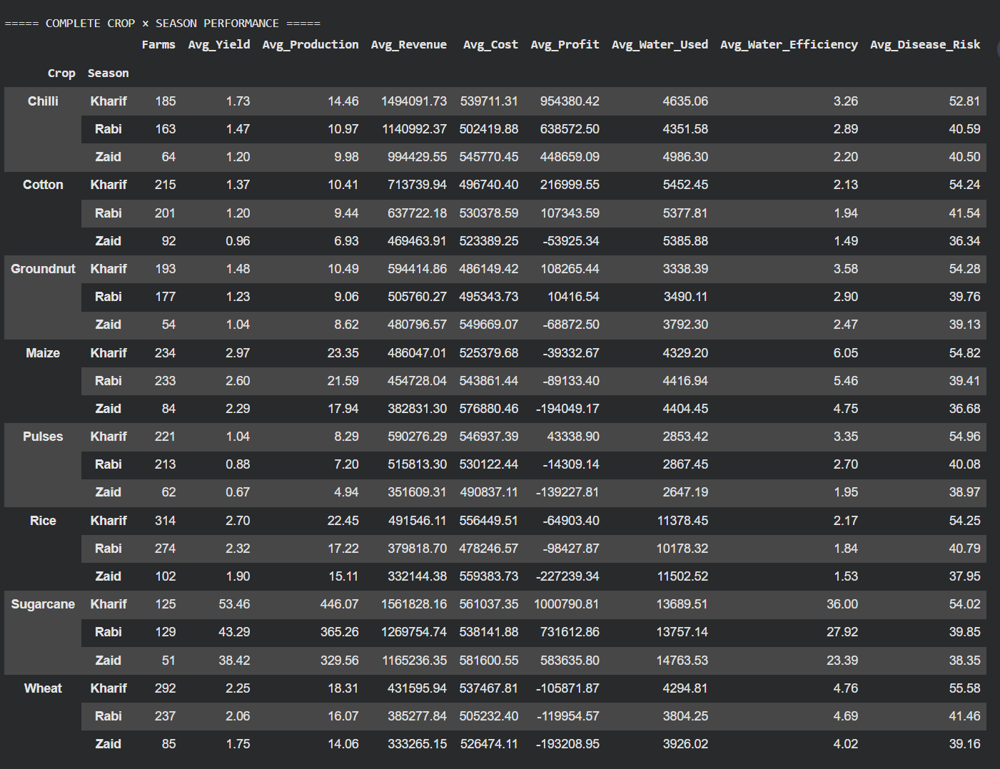 ===== COMPLETE CROP × SEASON PERFORMANCE =====
Farms Avg_Yield Avg_Production Avg_Revenue Avg_Cost Avg_Profit Avg_Water_Used Avg_Water_Efficiency Avg_Disease_Risk
Crop Season
Chilli Kharif 185 1.73 14.46 1494091.73 539711.31 954380.42 4635.06 3.26 52.81
Rabi 163 1.47 10.97 1140992.37 502419.88 638572.50 4351.58 2.89 40.59
Zaid 64 1.20 9.98 994429.55 545770.45 448659.09 4986.30 2.20 40.50
Cotton Kharif 215 1.37 10.41 713739.94 496740.40 216999.55 5452.45 2.13 54.24
Rabi 201 1.20 9.44 637722.18 530378.59 107343.59 5377.81 1.94 41.54
Zaid 92 0.96 6.93 469463.91 523389.25 -53925.34 5385.88 1.49 36.34
Groundnut Kharif 193 1.48 10.49 594414.86 486149.42 108265.44 3338.39 3.58 54.28
Rabi 177 1.23 9.06 505760.27 495343.73 10416.54 3490.11 2.90 39.76
Zaid 54 1.04 8.62 480796.57 549669.07 -68872.50 3792.30 2.47 39.13
Maize Kharif 234 2.97 23.35 486047.01 525379.68 -39332.67 4329.20 6.05 54.82
Rabi 233 2.60 21.59 454728.04 543861.44 -89133.40 4416.94 5.46 39.41
Zaid 84 2.29 17.94 382831.30 576880.46 -194049.17 4404.45 4.75 36.68
Pulses Kharif 221 1.04 8.29 590276.29 546937.39 43338.90 2853.42 3.35 54.96
Rabi 213 0.88 7.20 515813.30 530122.44 -14309.14 2867.45 2.70 40.08
Zaid 62 0.67 4.94 351609.31 490837.11 -139227.81 2647.19 1.95 38.97
Rice Kharif 314 2.70 22.45 491546.11 556449.51 -64903.40 11378.45 2.17 54.25
Rabi 274 2.32 17.22 379818.70 478246.57 -98427.87 10178.32 1.84 40.79
Zaid 102 1.90 15.11 332144.38 559383.73 -227239.34 11502.52 1.53 37.95
Sugarcane Kharif 125 53.46 446.07 1561828.16 561037.35 1000790.81 13689.51 36.00 54.02
Rabi 129 43.29 365.26 1269754.74 538141.88 731612.86 13757.14 27.92 39.85
Zaid 51 38.42 329.56 1165236.35 581600.55 583635.80 14763.53 23.39 38.35
Wheat Kharif 292 2.25 18.31 431595.94 537467.81 -105871.87 4294.81 4.76 55.58
Rabi 237 2.06 16.07 385277.84 505232.40 -119954.57 3804.25 4.69 41.46
Zaid 85 1.75 14.06 333265.15 526474.11 -193208.95 3926.02 4.02 39.16